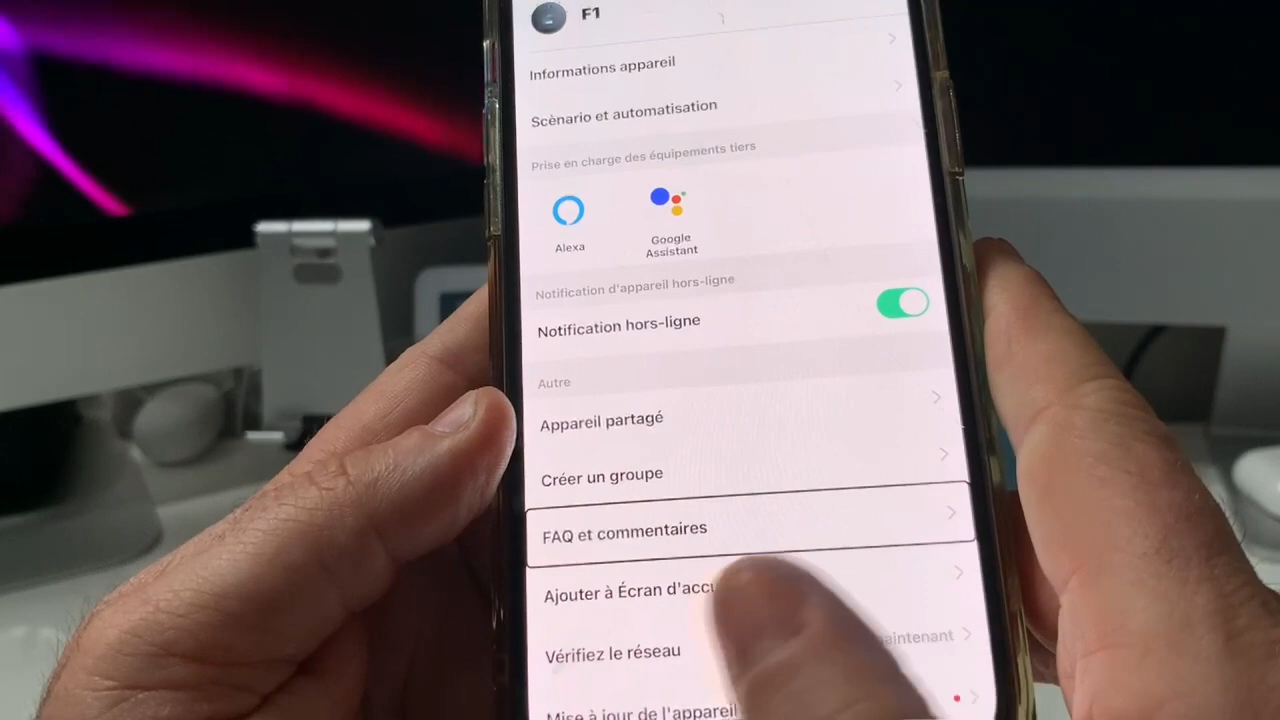 F1
Informations appareil
Scènario et automatisation
Prise en charge des équipements tiers
Alexa
Google
Assistant
Notification d'appareil hors-ligne
Notification hors-ligne
Autre
Appareil partagé
Créer un groupe
FAQ et commentaires
Ajouter à Écran d'accu
Vérifiez le réseau
aintenant
Mise à jour de l'appareil